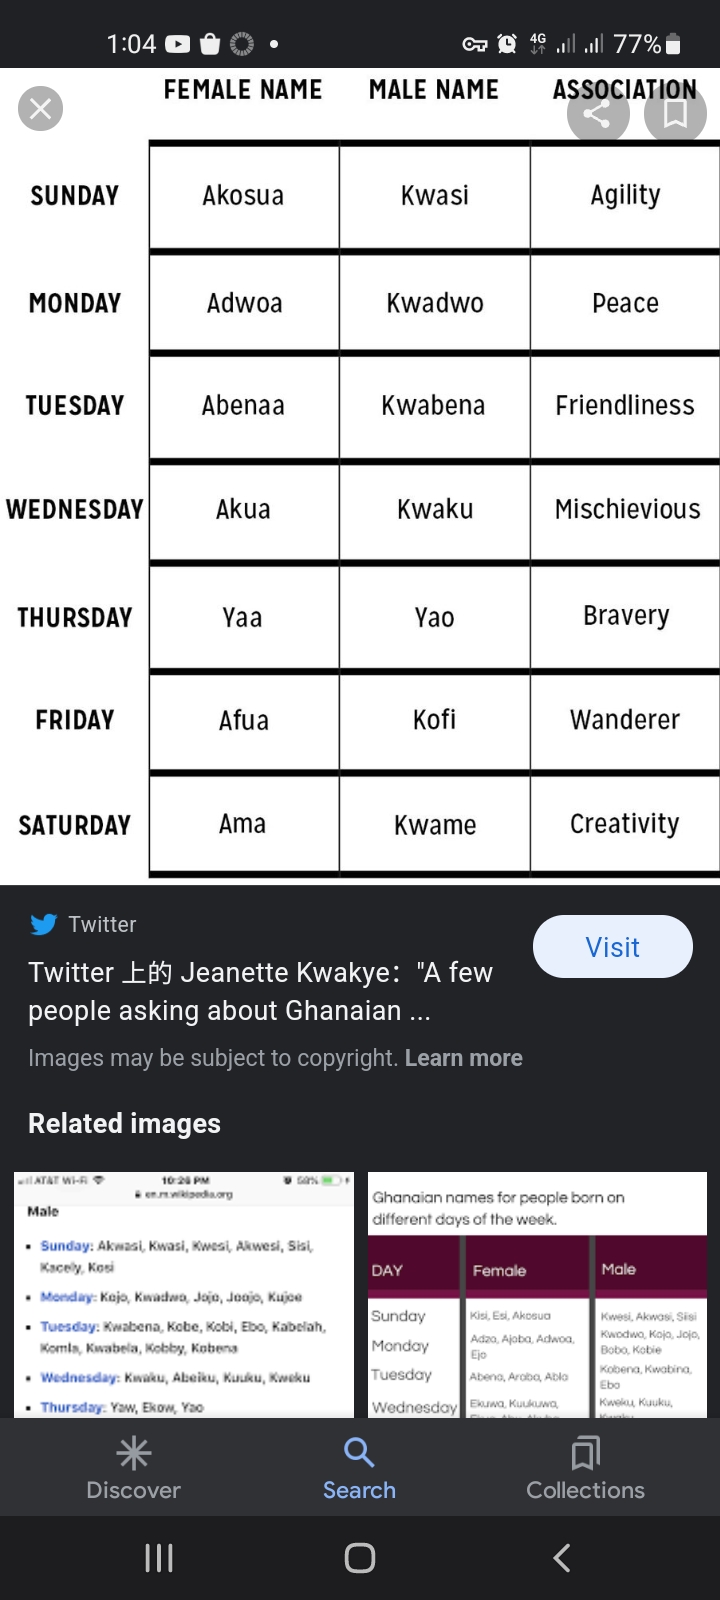 1:04 4G 77%
FEMALE NAME MALE NAME ASSOCIATION
SUNDAY Akosua Kwasi Agility
MONDAY Adwoa Kwadwo Peace
TUESDAY Abenaa Kwabena Friendliness
WEDNESDAY Akua Kwaku Mischievious
THURSDAY Yaa Yao Bravery
FRIDAY Afua Kofi Wanderer
SATURDAY Ama Kwame Creativity
Twitter
Visit
Twitter 上的 Jeanette Kwakye："A few
people asking about Ghanaian ...
Images may be subject to copyright. Learn more
Related images
AT&T Wi-Fi 10:26 PM 58%
en.m.wikipedia.org
Male
• Sunday: Akwasi, Kwasi, Kwesi, Akwesi, Sisi,
Kacely, Kosi
• Monday: Kojo, Kwadwo, Jojo, Joojo, Kujoe
• Tuesday: Kwabena, Kobe, Kobi, Ebo, Kabelah,
Komla, Kwabela, Kobby, Kobena
• Wednesday: Kwaku, Abeiku, Kuuku, Kweku
• Thursday: Yaw, Ekow, Yao
Ghanaian names for people born on
different days of the week.
DAY Female Male
Sunday Kisi, Esi, Akosua Kwesi, Akwasi, Siisi
Monday Adzo, Ajoba, Adwoa, Ejo Kwodwo, Kojo, Jojo, Bobo, Kobie
Tuesday Abena, Araba, Abla Kobena, Kwabina, Ebo
Wednesday Ekuwa, Kuukuwa, Kweku, Kuuku,
Discover Search Collections